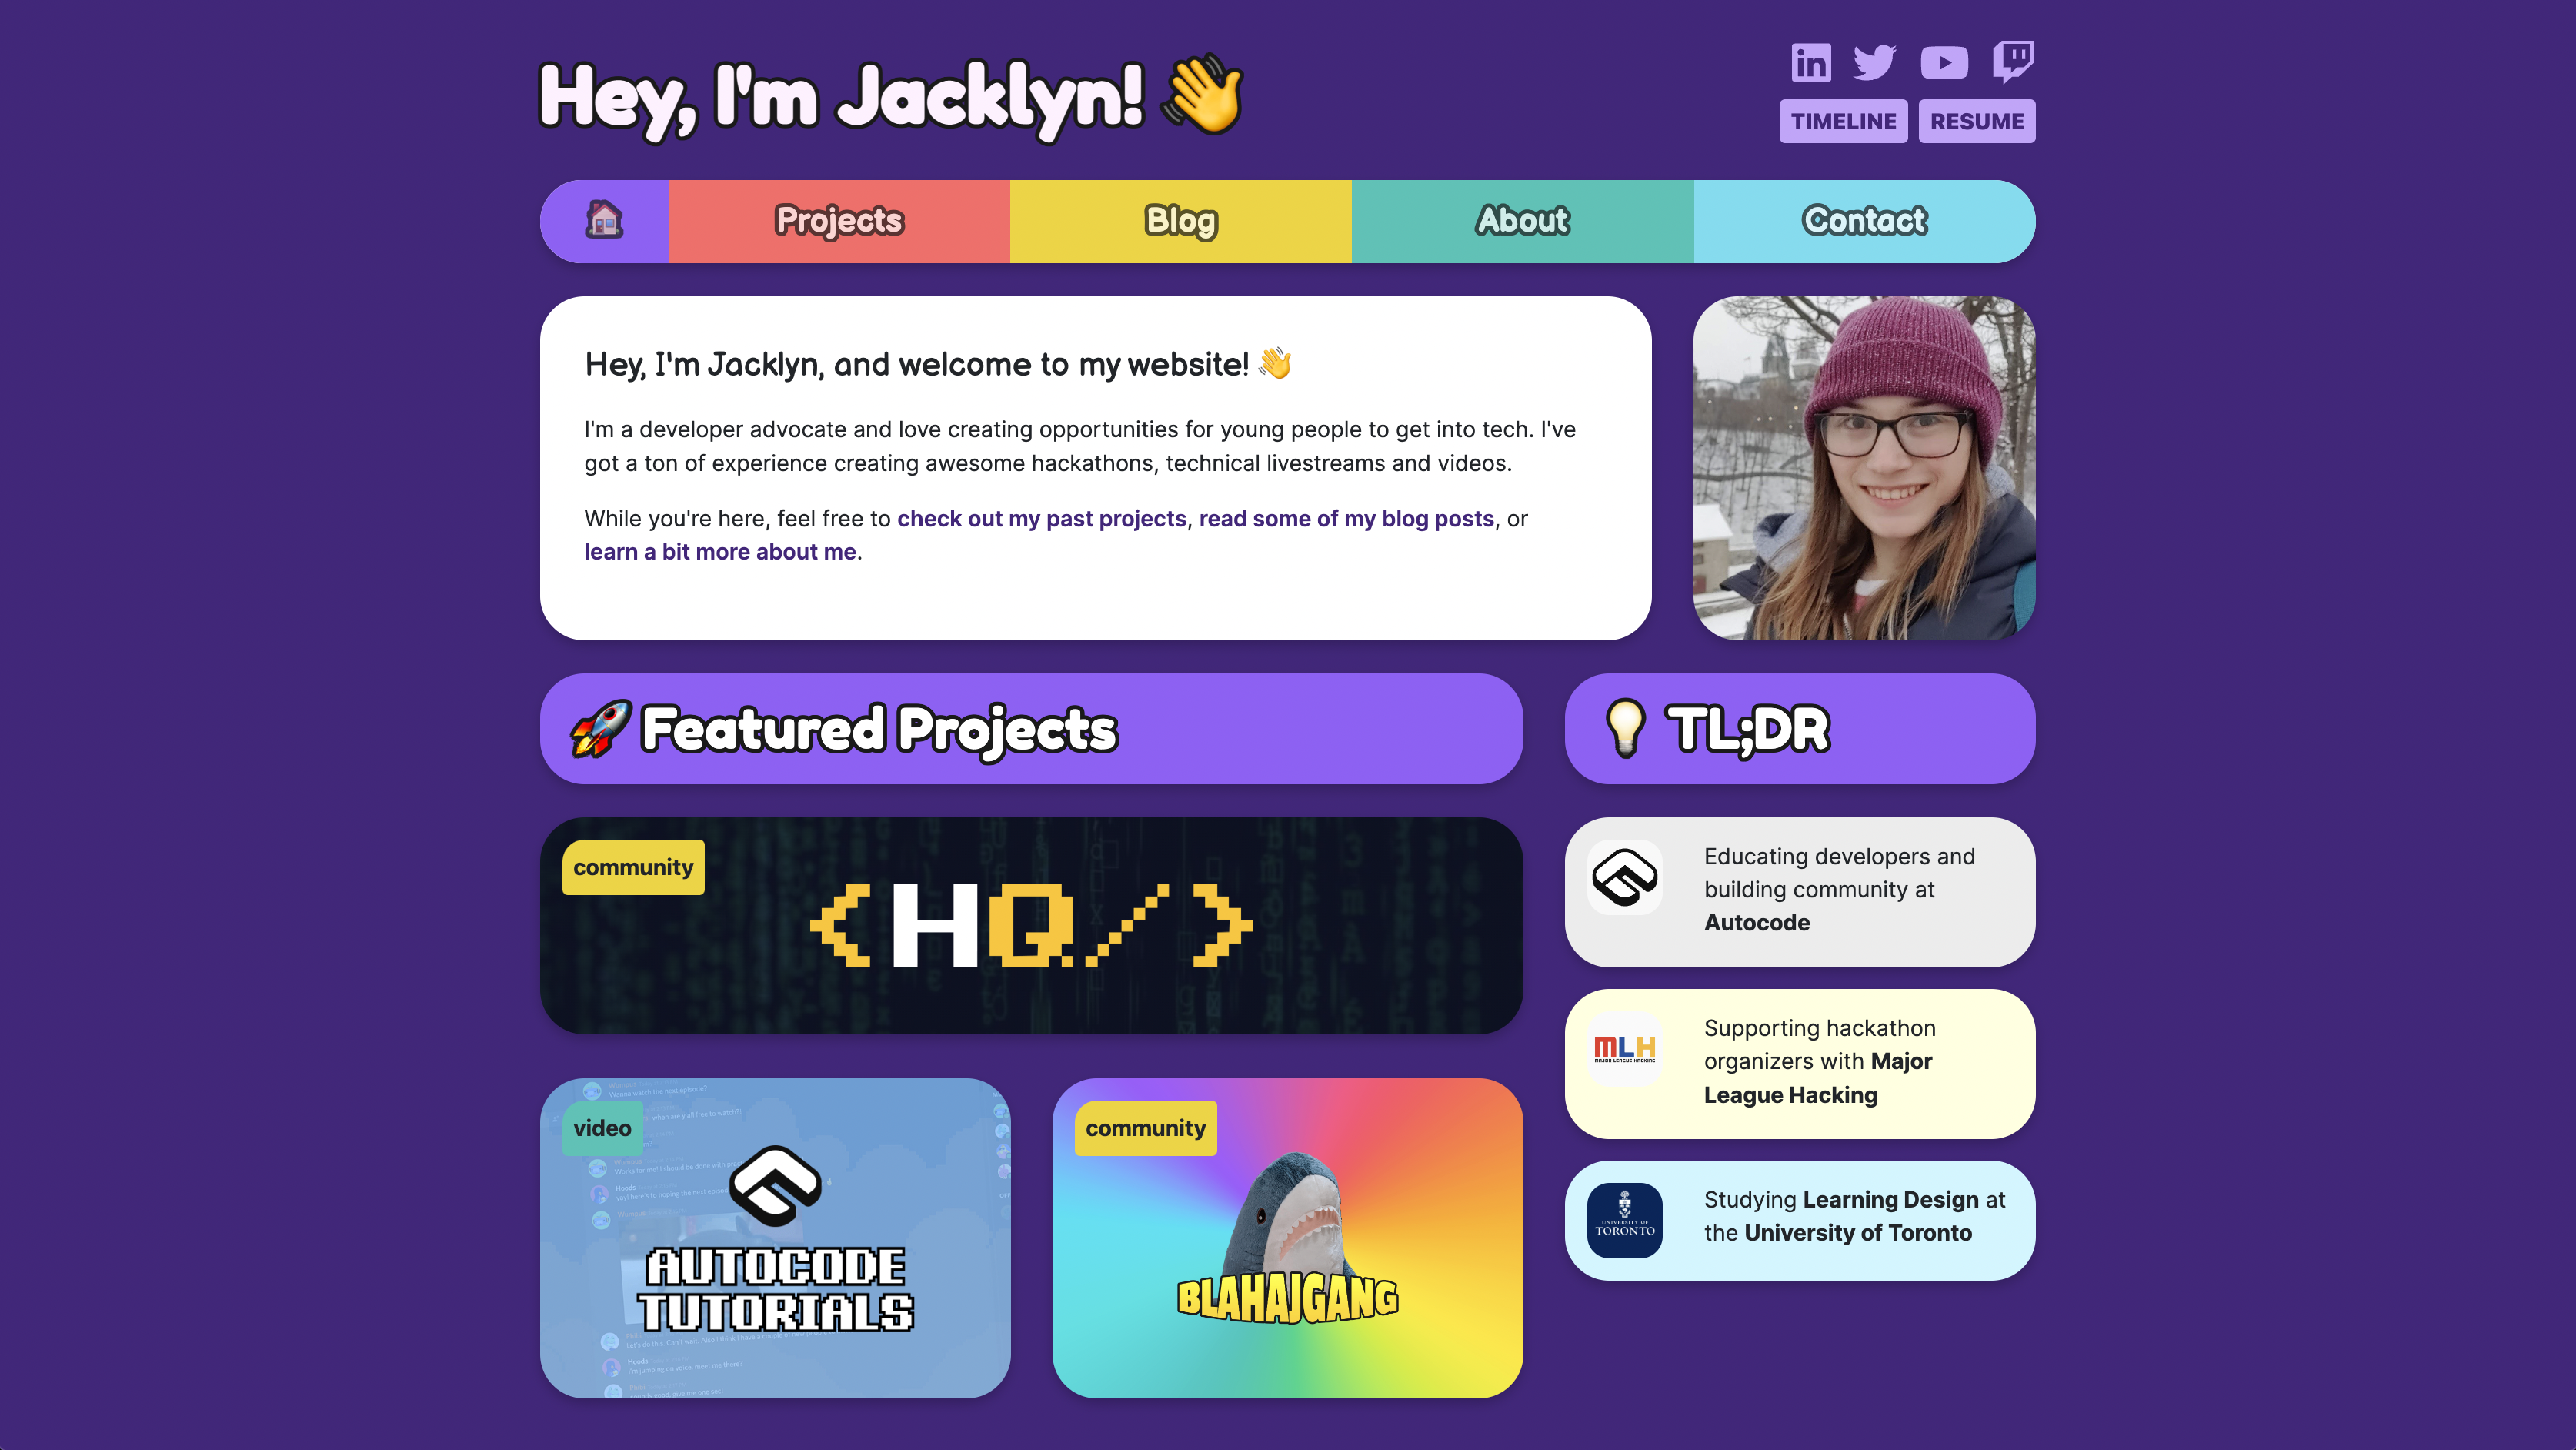 Hey, I'm Jacklyn! 👋
TIMELINE RESUME
Projects Blog About Contact
Hey, I'm Jacklyn, and welcome to my website! 👋
I'm a developer advocate and love creating opportunities for young people to get into tech. I've
got a ton of experience creating awesome hackathons, technical livestreams and videos.
While you're here, feel free to check out my past projects, read some of my blog posts, or
learn a bit more about me.
🚀 Featured Projects
community
<HQ/>
video
AUTOCODE
TUTORIALS
community
BLAHAJGANG
💡 TL;DR
Educating developers and
building community at
Autocode
MLH
MAJOR LEAGUE HACKING
Supporting hackathon
organizers with Major
League Hacking
UNIVERSITY OF
TORONTO
Studying Learning Design at
the University of Toronto